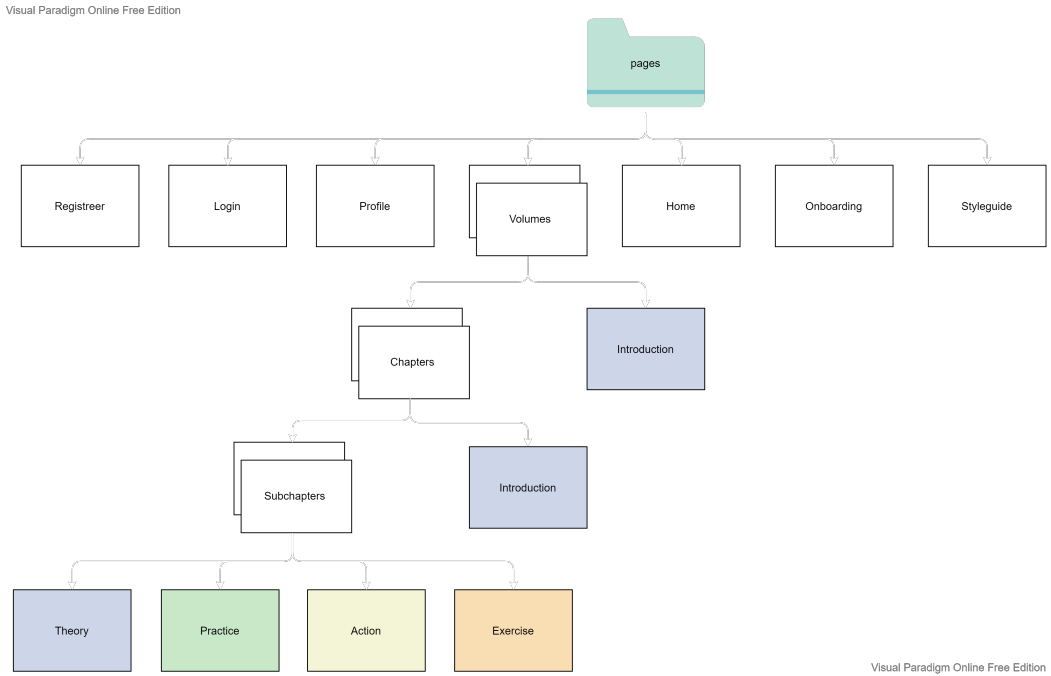 Visual Paradigm Online Free Edition
pages
Registreer
Login
Profile
Volumes
Home
Onboarding
Styleguide
Chapters
Introduction
Subchapters
Introduction
Theory
Practice
Action
Exercise
Visual Paradigm Online Free Edition